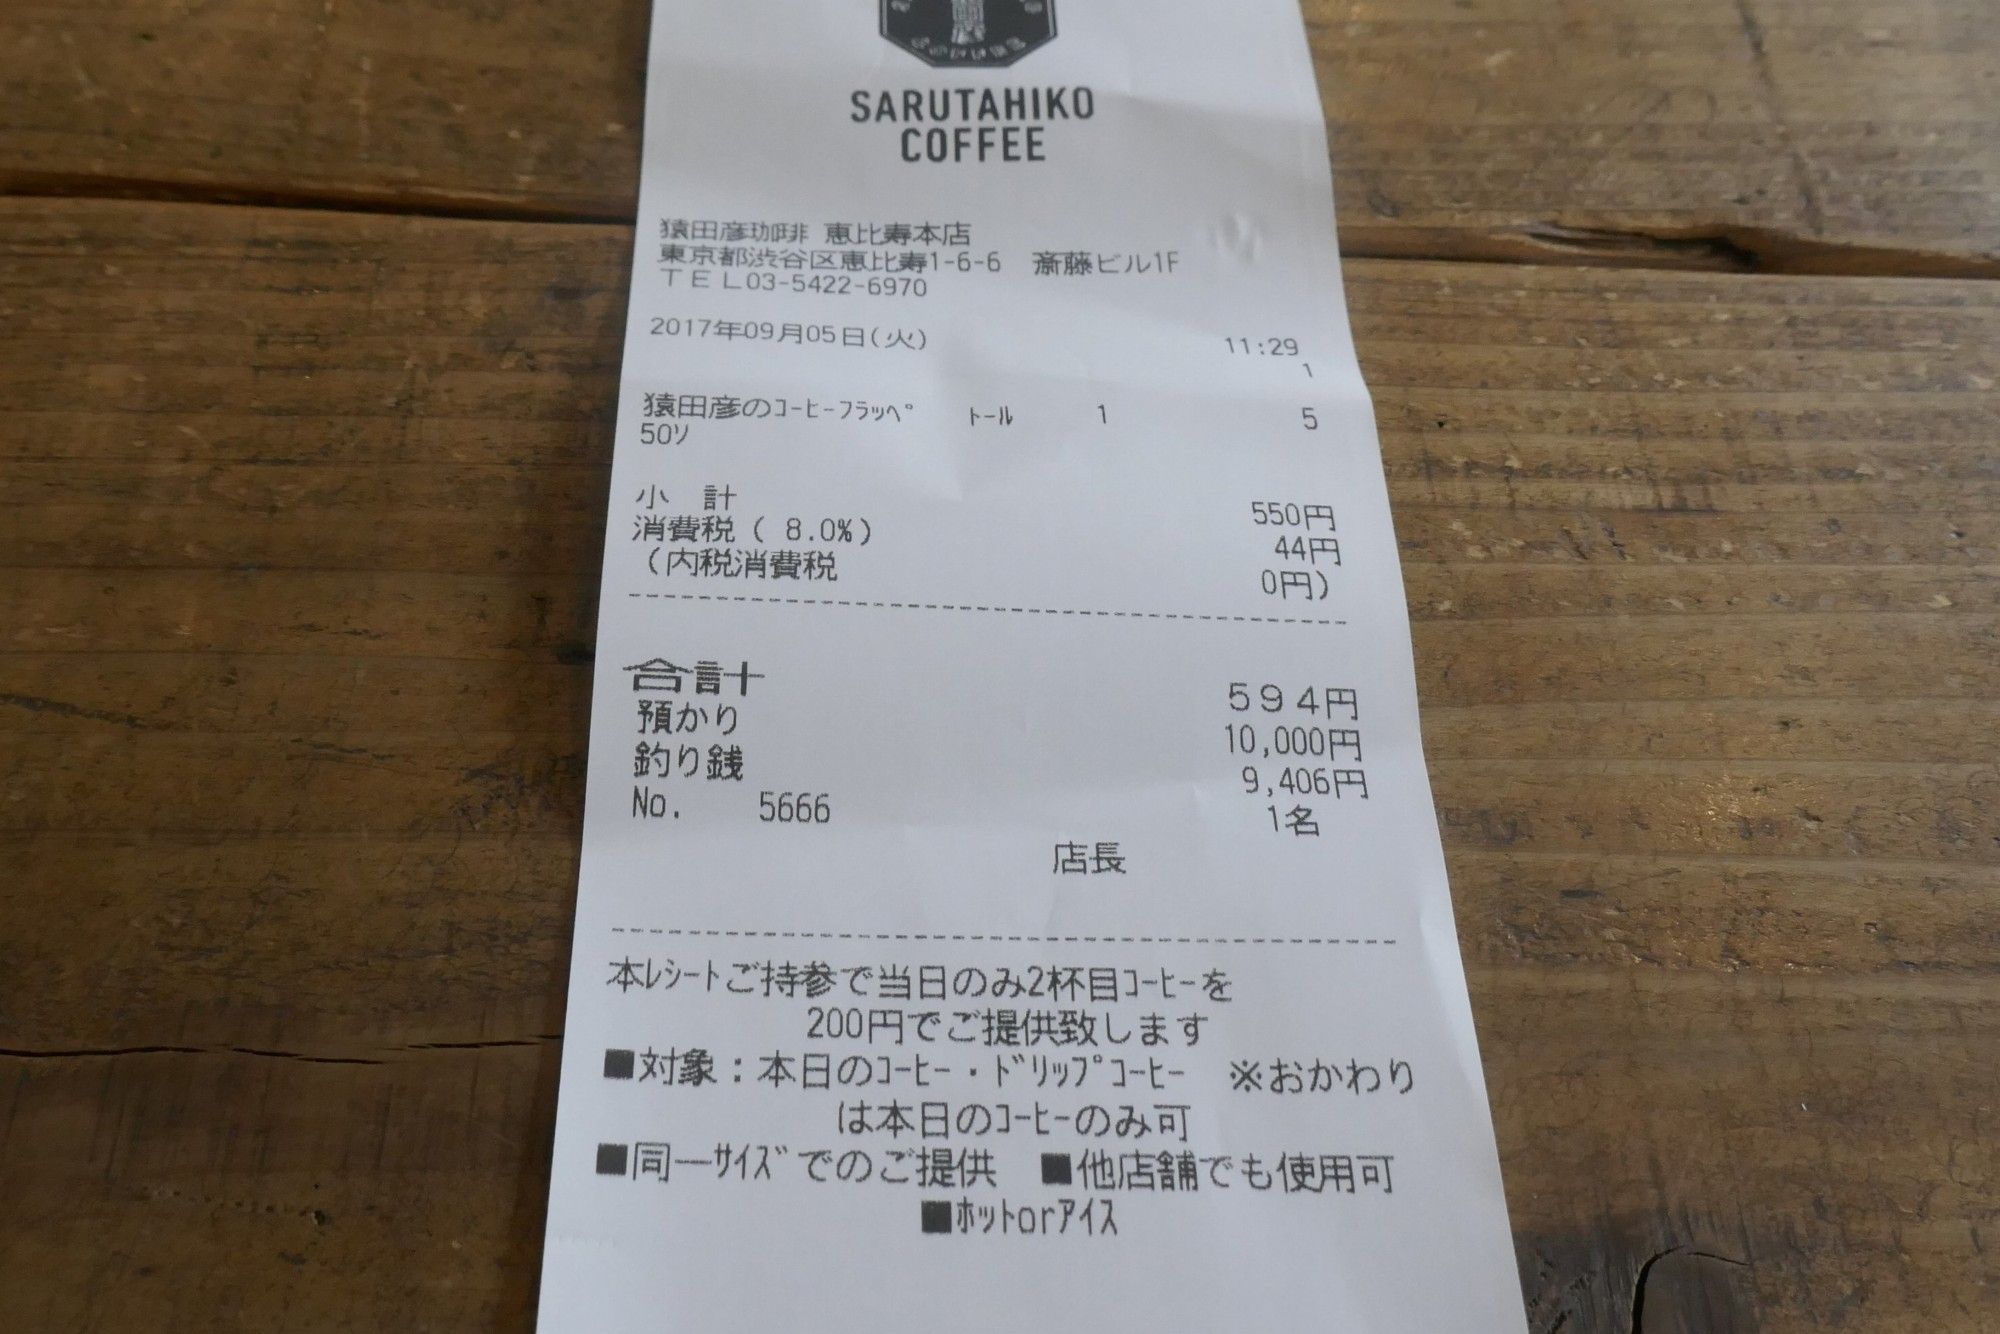 SARUTAHIKO
COFFEE
猿田彦珈琲 恵比寿本店
東京都渋谷区恵比寿1-6-6 斎藤ビル1F
ＴＥＬ03-5422-6970
2017年09月05日(火) 11:29
1
猿田彦のｺｰﾋｰﾌﾗｯﾍﾟ ﾄｰﾙ 1 5
50ｿ
小 計 550円
消費税 ( 8.0%) 44円
(内税消費税 0円)
合計 594円
預かり 10,000円
釣り銭 9,406円
No. 5666 1名
店長
本ﾚｼｰﾄご持参で当日のみ2杯目ｺｰﾋｰを
200円でご提供致します
■対象：本日のｺｰﾋｰ・ﾄﾞﾘｯﾌﾟｺｰﾋｰ ※おかわり
は本日のｺｰﾋｰのみ可
■同一ｻｲｽﾞでのご提供 ■他店舗でも使用可
■ﾎｯﾄorｱｲｽ